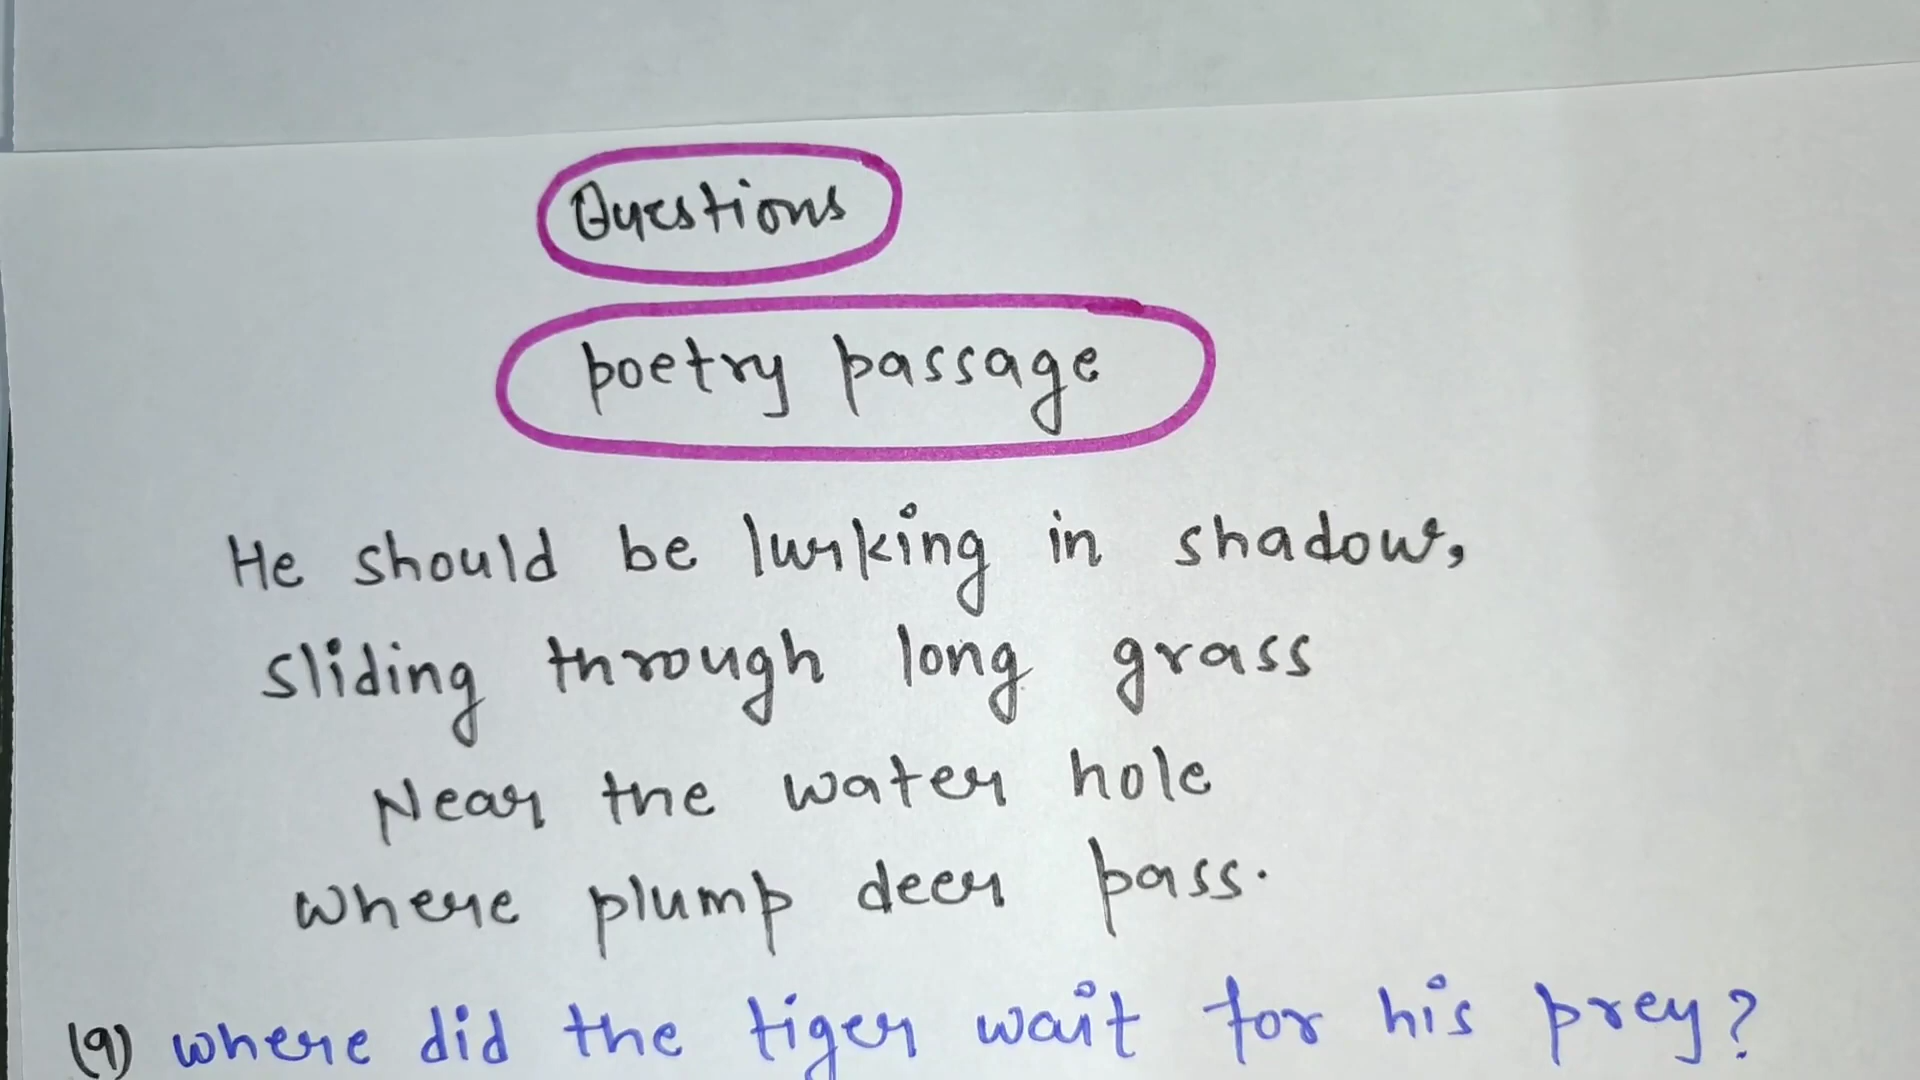 Questions
poetry passage
He should be lurking in shadow,
sliding through long grass
Near the water hole
where plump deer pass.
(a) where did the tiger wait for his prey?